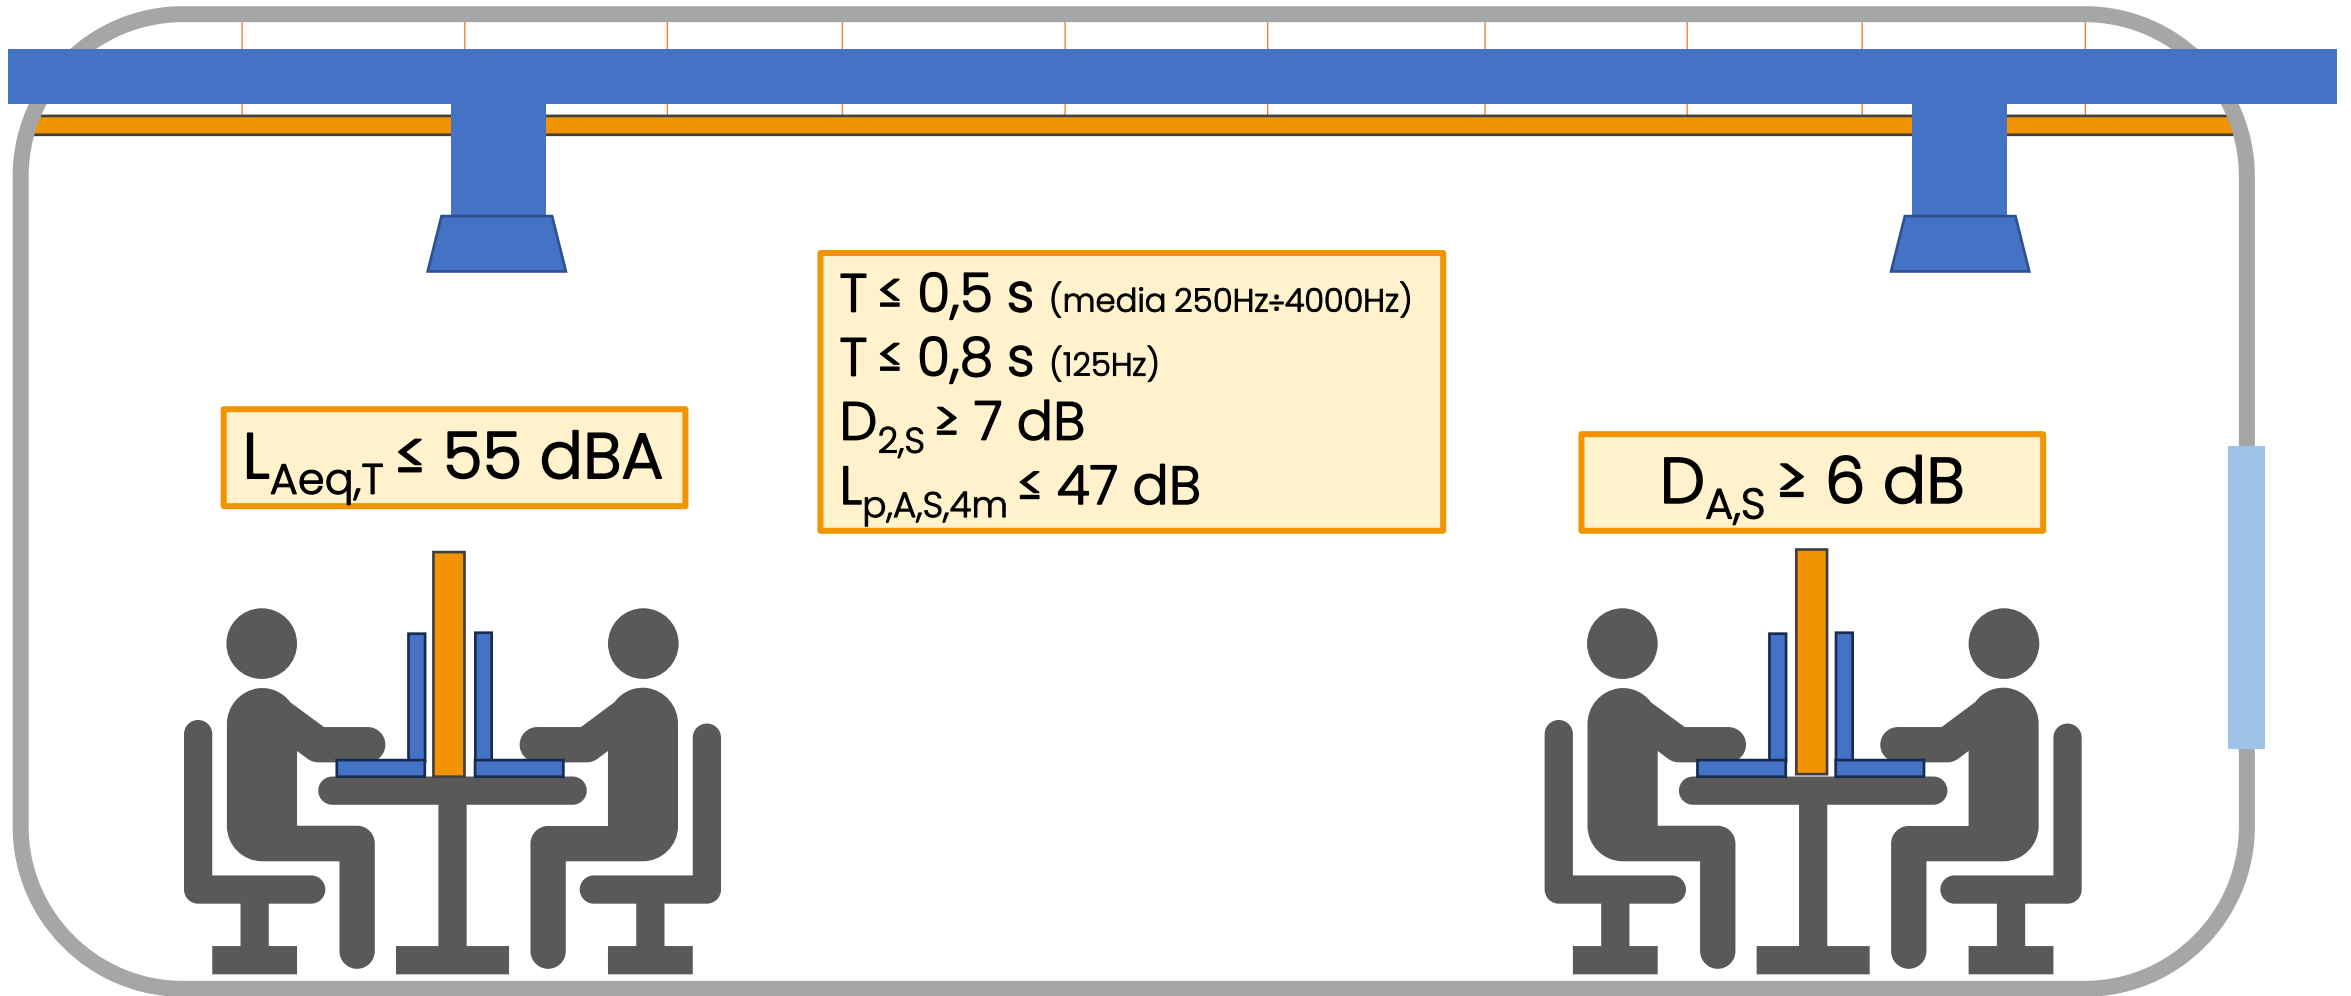 T ≤ 0,5 s (media 250Hz÷4000Hz)
T ≤ 0,8 s (125Hz)
D2,S ≥ 7 dB
Lp,A,S,4m ≤ 47 dB
LAeq,T ≤ 55 dBA
DA,S ≥ 6 dB